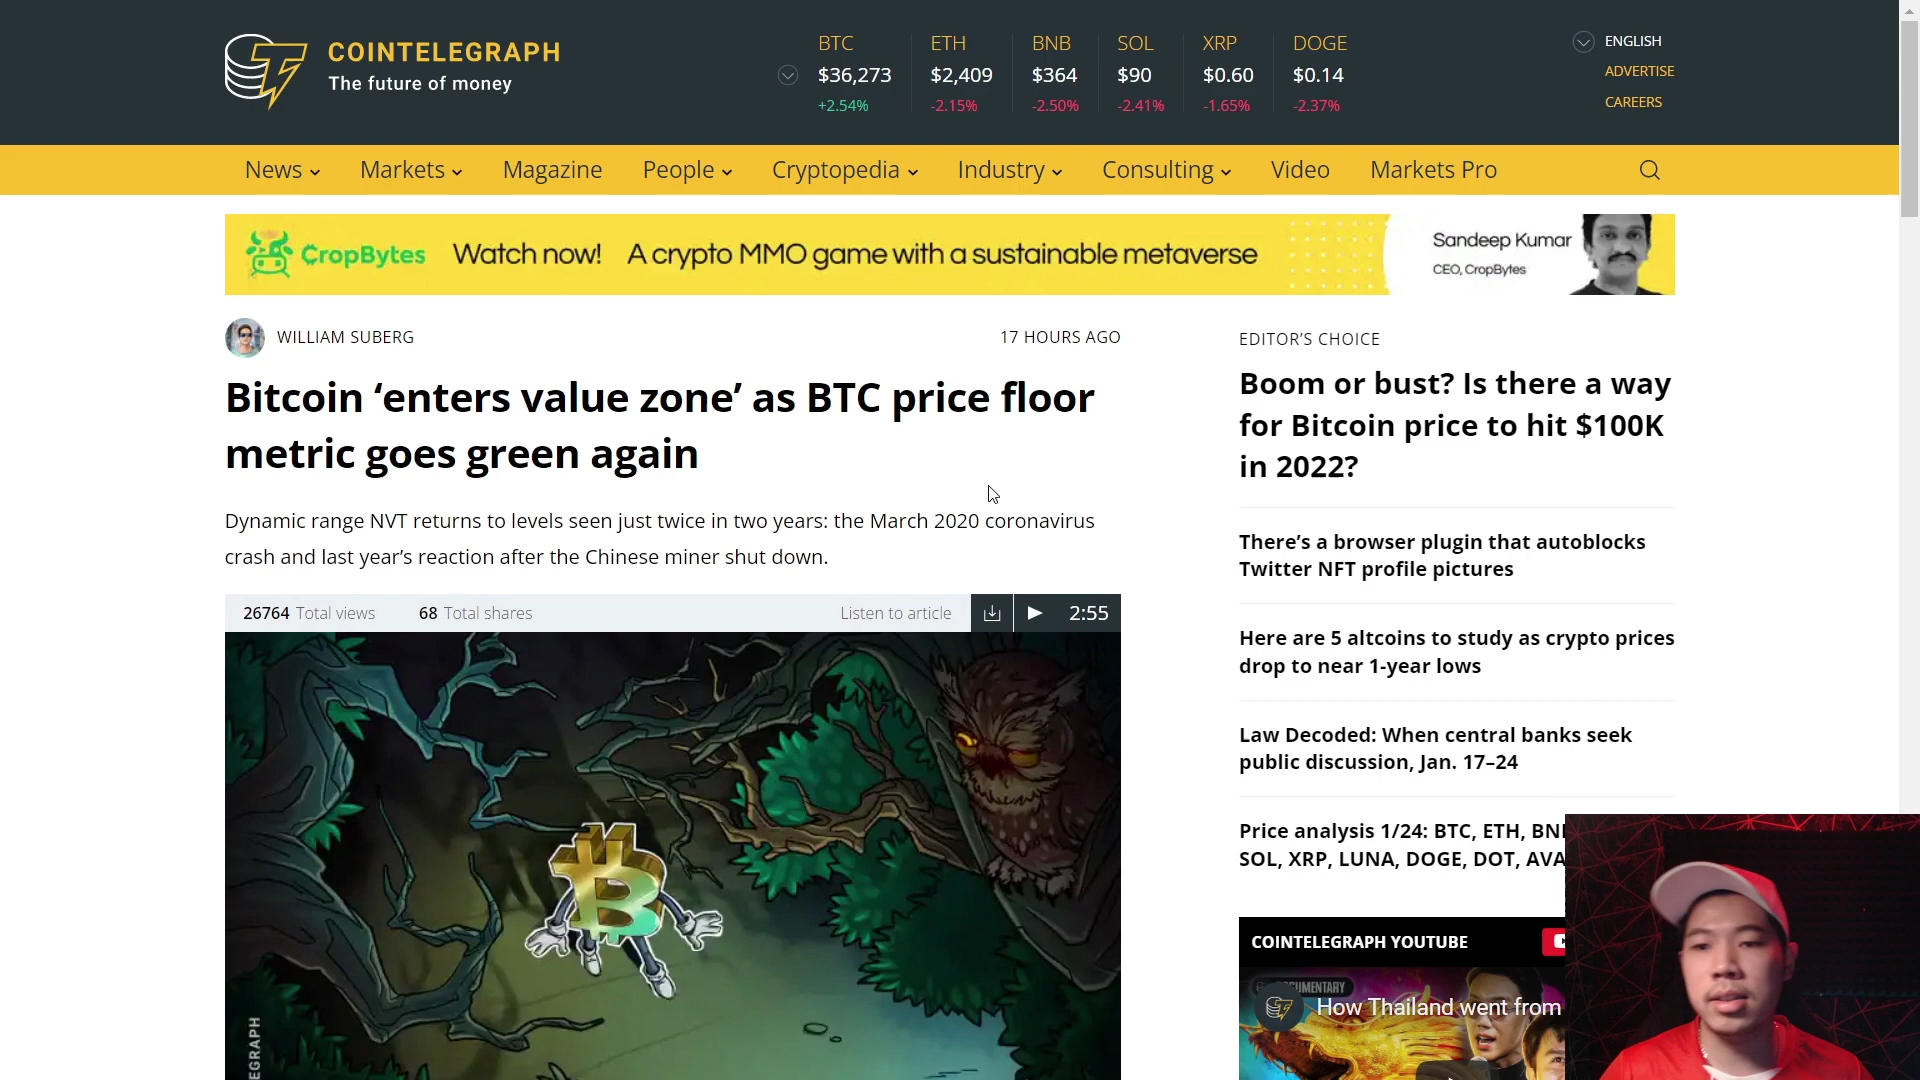 COINTELEGRAPH
The future of money
BTC
$36,273
+2.54%
ETH
$2,409
-2.15%
BNB
$364
-2.50%
SOL
$90
-2.41%
XRP
$0.60
-1.65%
DOGE
$0.14
-2.37%
ENGLISH
ADVERTISE
CAREERS
News
Markets
Magazine
People
Cryptopedia
Industry
Consulting
Video
Markets Pro
CropBytes
Watch now! A crypto MMO game with a sustainable metaverse
Sandeep Kumar
CEO, CropBytes
WILLIAM SUBERG
17 HOURS AGO
Bitcoin ‘enters value zone’ as BTC price floor
metric goes green again
Dynamic range NVT returns to levels seen just twice in two years: the March 2020 coronavirus
crash and last year’s reaction after the Chinese miner shut down.
26764 Total views
68 Total shares
Listen to article
2:55
EGRAPH
EDITOR’S CHOICE
Boom or bust? Is there a way
for Bitcoin price to hit $100K
in 2022?
There’s a browser plugin that autoblocks
Twitter NFT profile pictures
Here are 5 altcoins to study as crypto prices
drop to near 1-year lows
Law Decoded: When central banks seek
public discussion, Jan. 17–24
Price analysis 1/24: BTC, ETH, BN
SOL, XRP, LUNA, DOGE, DOT, AVA
COINTELEGRAPH YOUTUBE
CUMENTARY
How Thailand went from